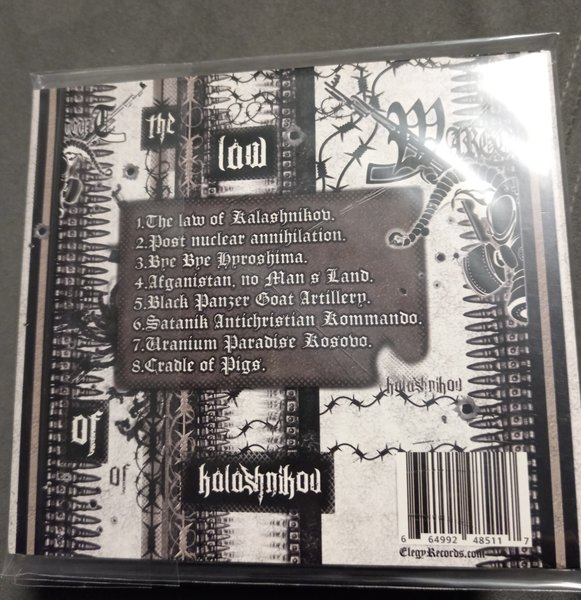 the
law
1.The law of Kalashnikov.
2.Post nuclear annihilation.
3.Bye Bye Hyroshima.
4.Afganistan, no Man s Land.
5.Black Panzer Goat Artillery.
6.Satanik Antichristian Kommando.
7.Uranium Paradise Kosovo.
8.Cradle of Pigs.
kalashnikov
of
of
kalashnikov
6 64992 48511 7
ElegyRecords.com